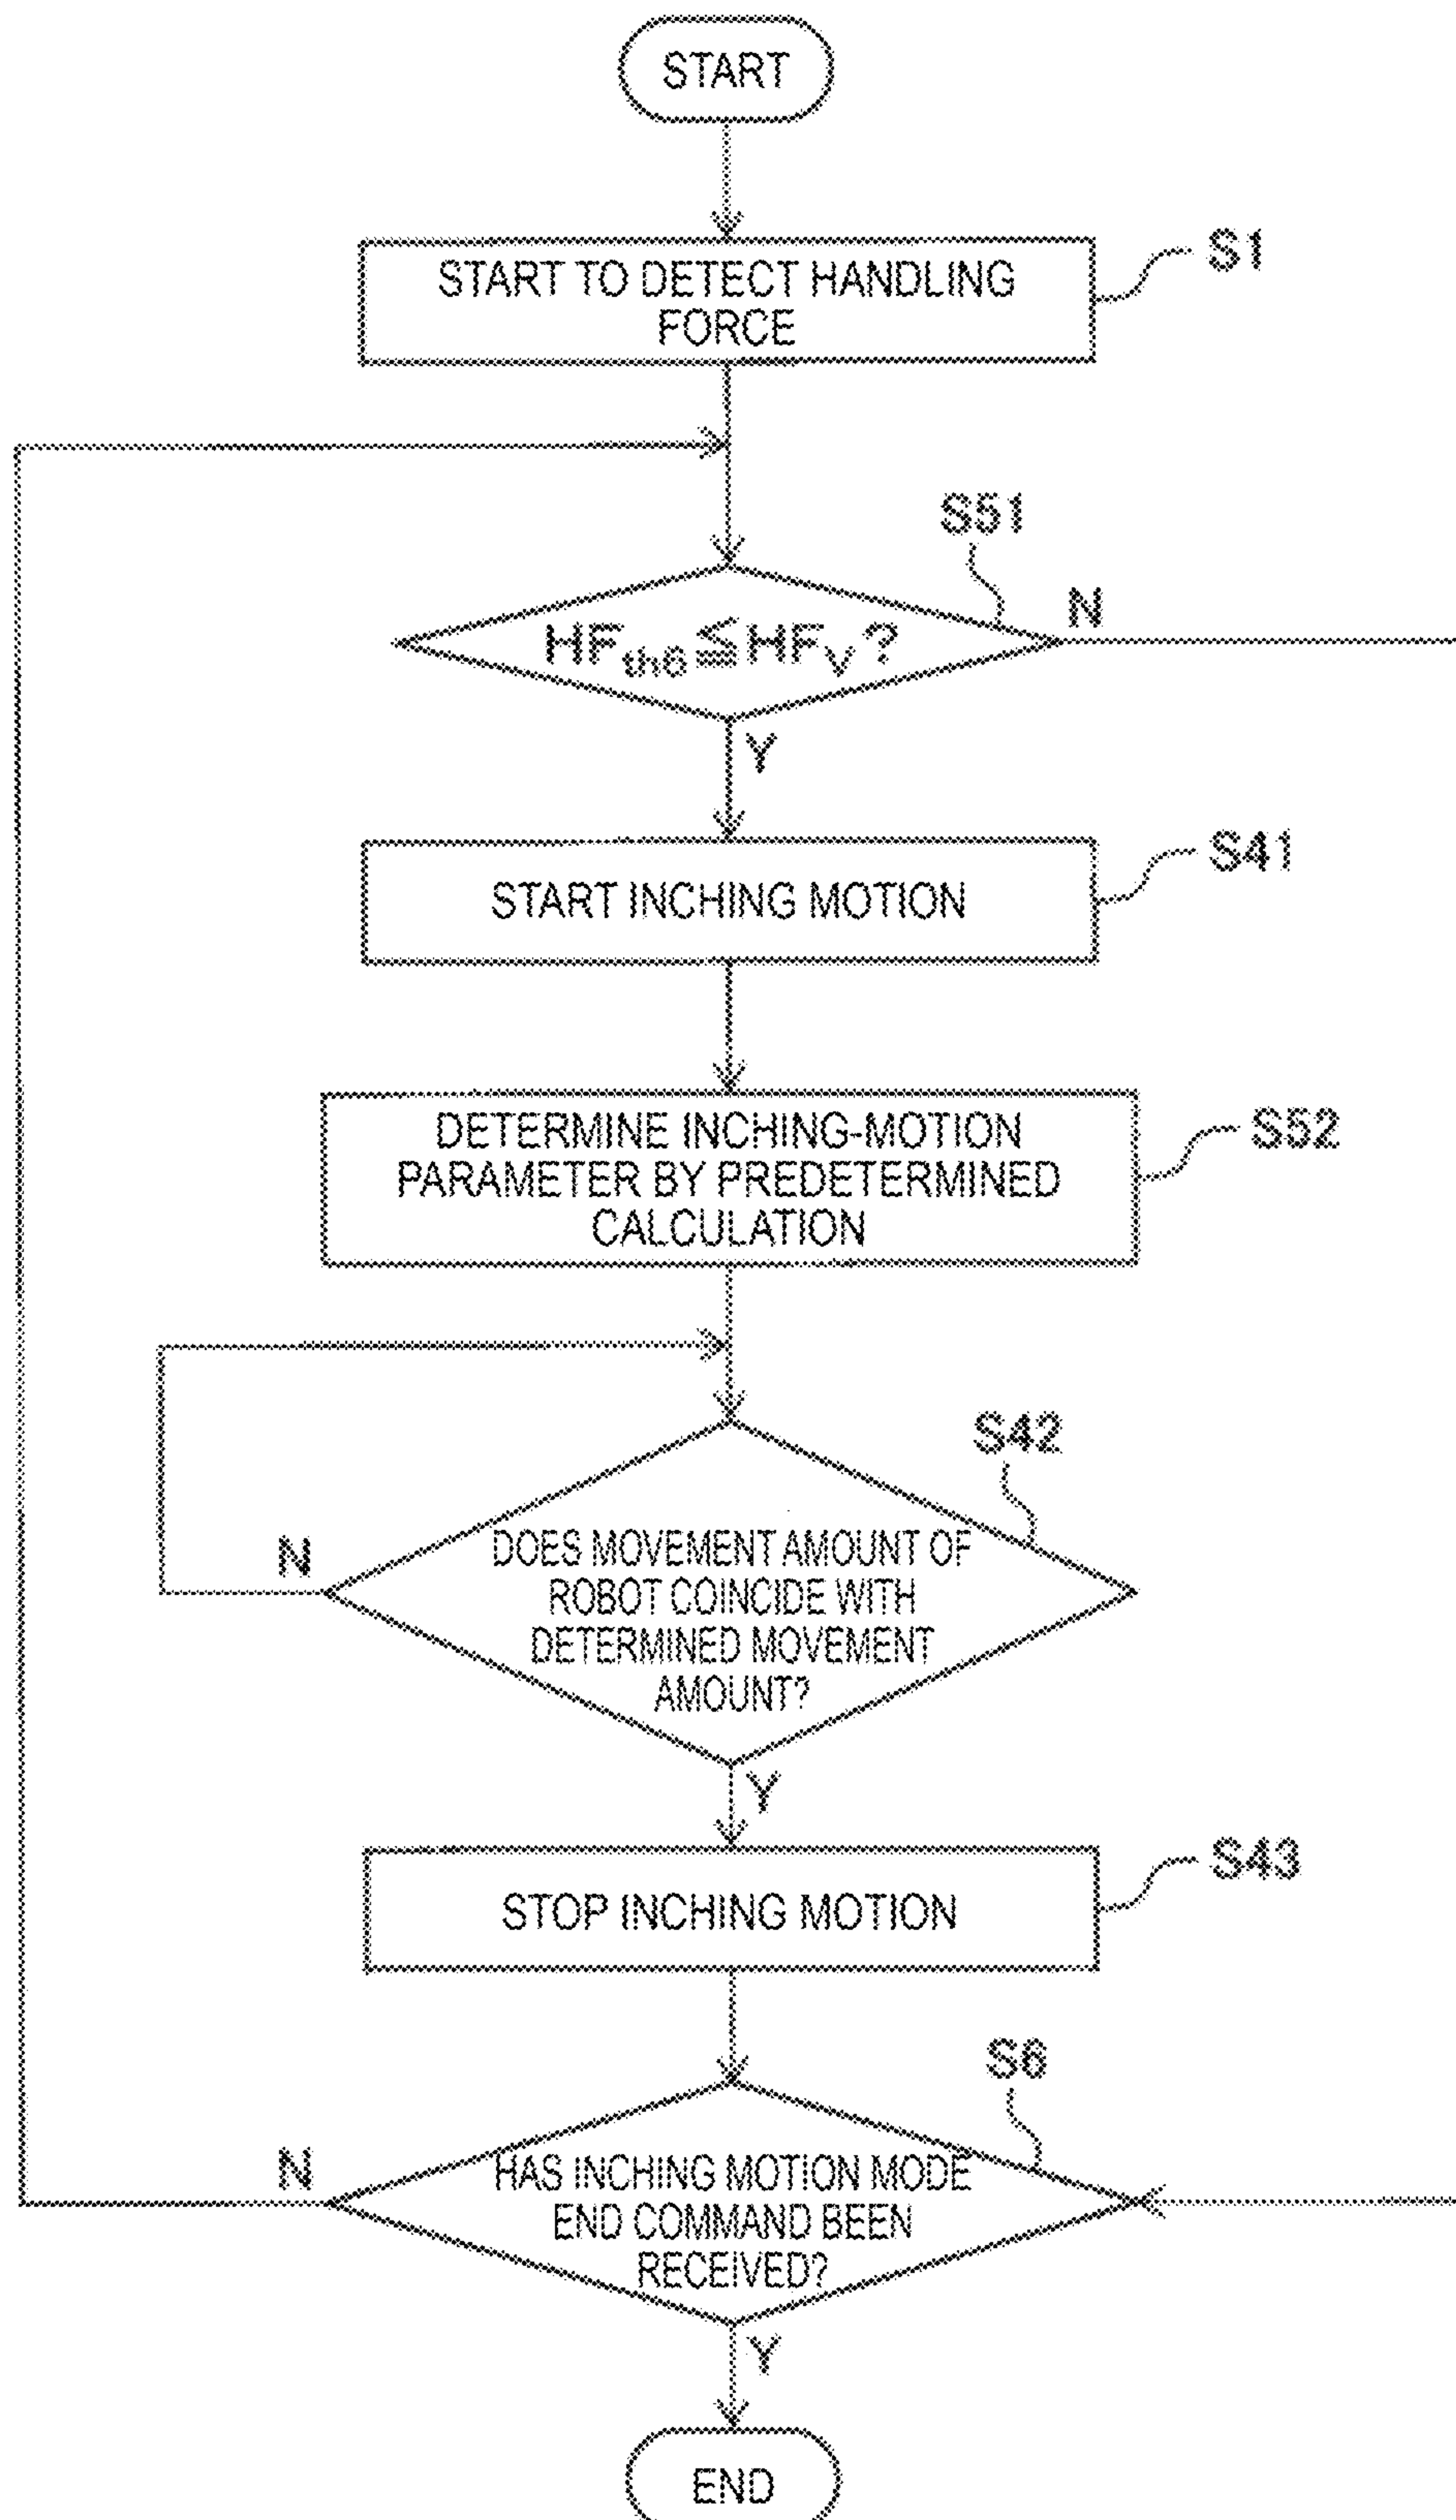 START
START TO DETECT HANDLING
FORCE
S1
S51
HFth6≦HFV?
N
Y
START INCHING MOTION
S41
DETERMINE INCHING-MOTION
PARAMETER BY PREDETERMINED
CALCULATION
S52
S42
DOES MOVEMENT AMOUNT OF
ROBOT COINCIDE WITH
DETERMINED MOVEMENT
AMOUNT?
N
Y
STOP INCHING MOTION
S43
S6
HAS INCHING MOTION MODE
END COMMAND BEEN
RECEIVED?
N
Y
END